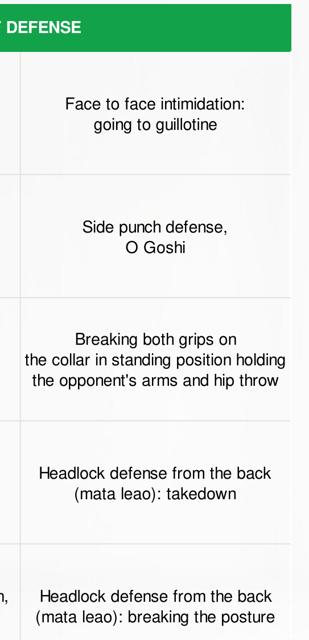 DEFENSE
Face to face intimidation:
going to guillotine
Side punch defense,
O Goshi
Breaking both grips on
the collar in standing position holding
the opponent's arms and hip throw
Headlock defense from the back
(mata leao): takedown
Headlock defense from the back
(mata leao): breaking the posture